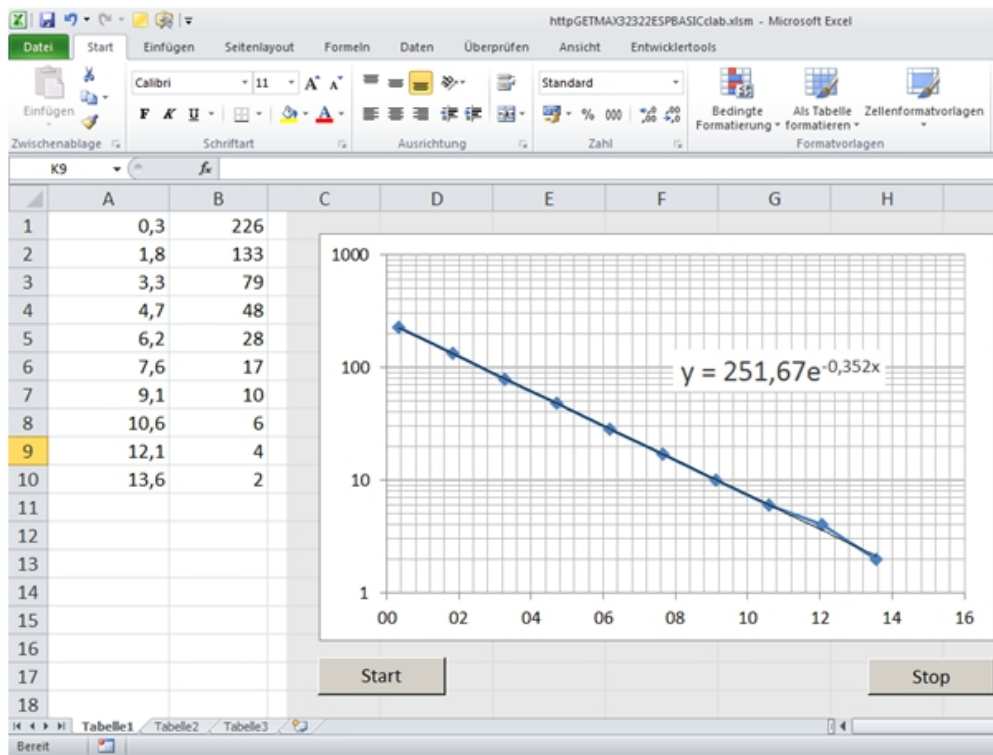 httpGETMAX32322ESPBASICclab.xlsm - Microsoft Excel
Datei Start Einfügen Seitenlayout Formeln Daten Überprüfen Ansicht Entwicklertools
Einfügen
Calibri 11 A A
F K U A
Standard
% 000 ,00 ,0
Bedingte Formatierung
Als Tabelle formatieren
Zellenformatvorlagen
Zwischenablage Schriftart Ausrichtung Zahl Formatvorlagen
K9 fx
A B C D E F G H
1 0,3 226
2 1,8 133
3 3,3 79
4 4,7 48
5 6,2 28
6 7,6 17
7 9,1 10
8 10,6 6
9 12,1 4
10 13,6 2
11
12
13
14
15
16
17
18
1000
100
10
1
y = 251,67e-0,352x
00 02 04 06 08 10 12 14 16
Start Stop
Tabelle1 Tabelle2 Tabelle3
Bereit